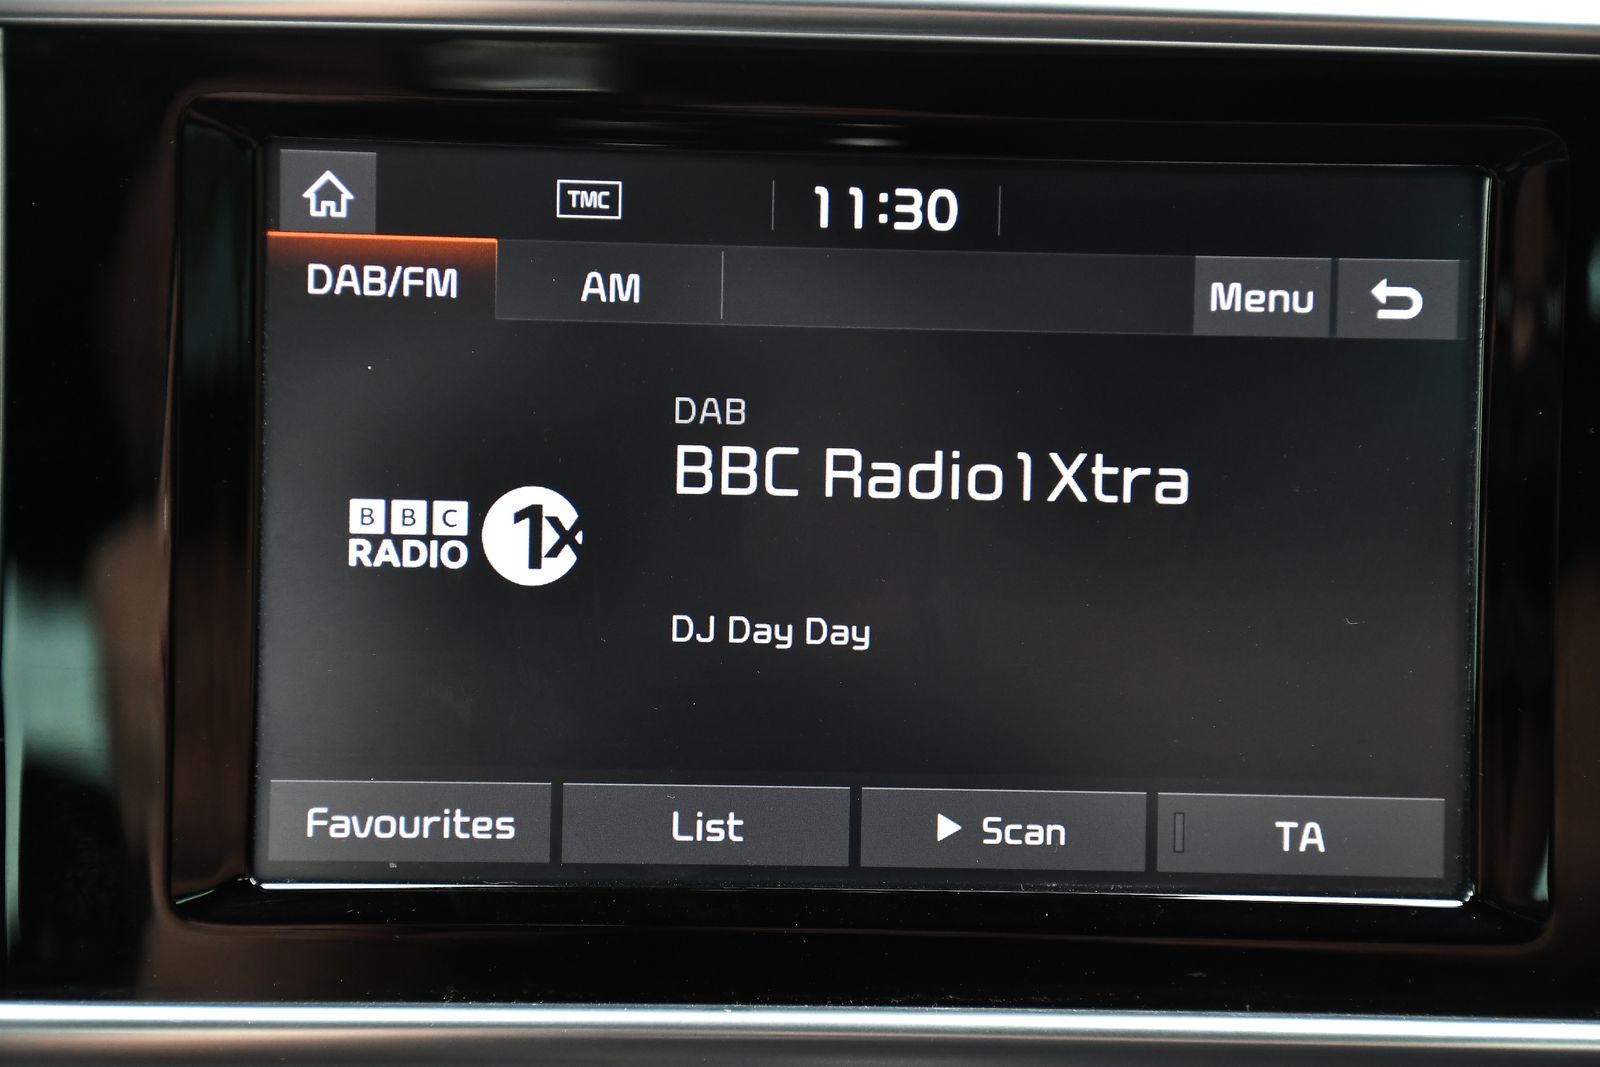 TMC
11:30
DAB/FM
AM
Menu
DAB
BBC Radio1Xtra
BBC
RADIO
1X
DJ Day Day
Favourites
List
Scan
TA